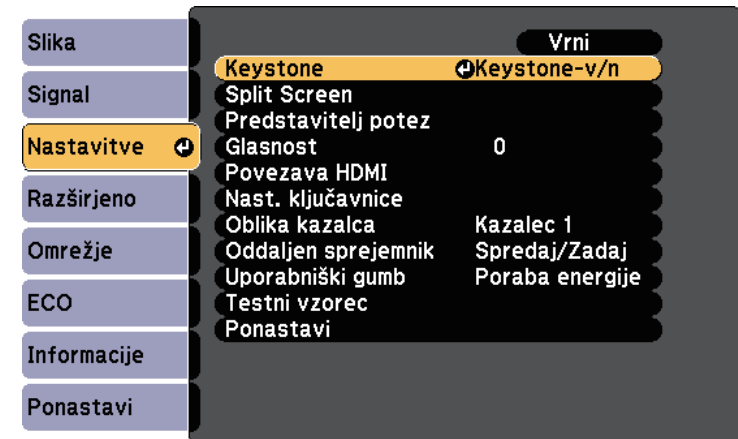 Slika
Signal
Nastavitve
Razširjeno
Omrežje
ECO
Informacije
Ponastavi
Vrni
Keystone Keystone-v/n
Split Screen
Predstavitelj potez
Glasnost 0
Povezava HDMI
Nast. ključavnice
Oblika kazalca Kazalec 1
Oddaljen sprejemnik Spredaj/Zadaj
Uporabniški gumb Poraba energije
Testni vzorec
Ponastavi